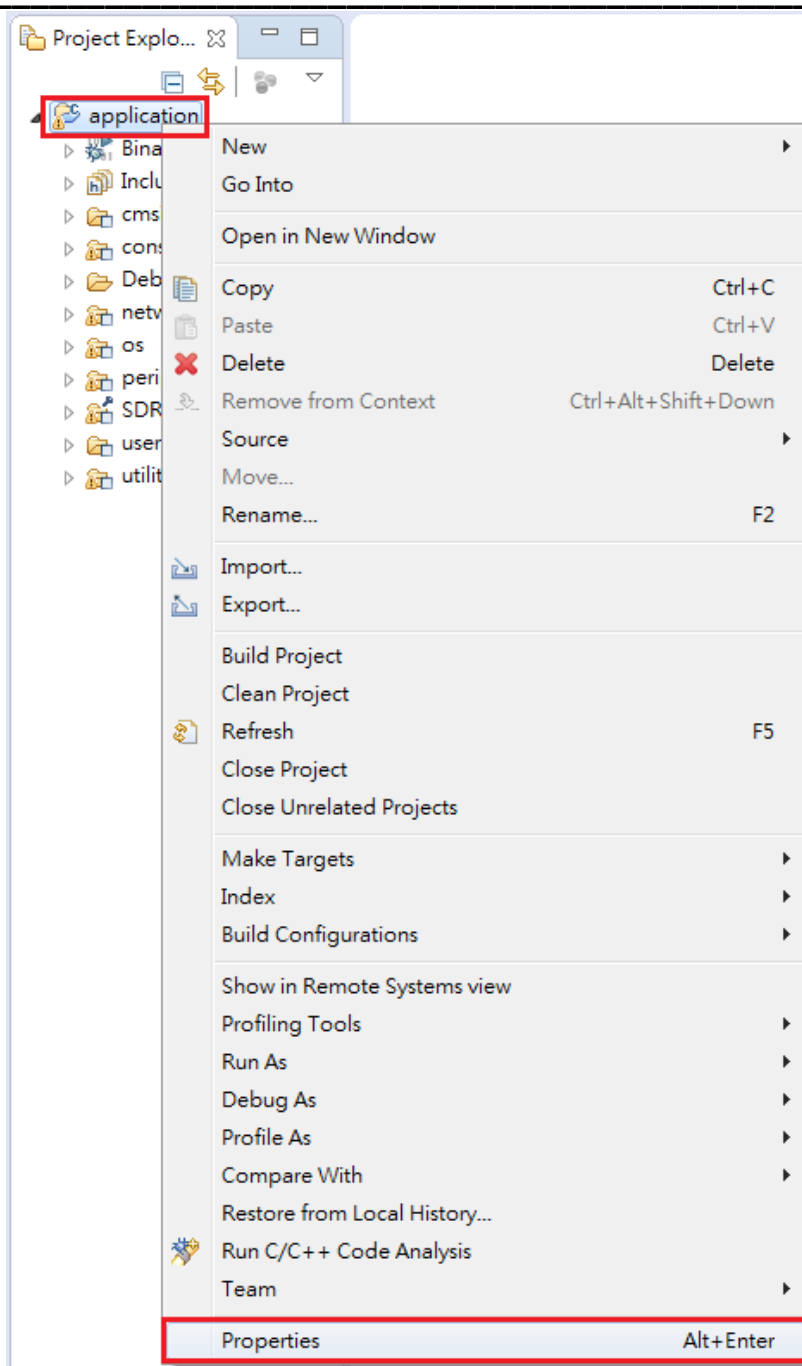 Project Explo...
application
Bina
New
Inclu
Go Into
cms
cons
Open in New Window
Deb
Copy Ctrl+C
netw
Paste Ctrl+V
os
Delete Delete
peri
Remove from Context Ctrl+Alt+Shift+Down
SDR
user
Source
utilit
Move...
Rename... F2
Import...
Export...
Build Project
Clean Project
Refresh F5
Close Project
Close Unrelated Projects
Make Targets
Index
Build Configurations
Show in Remote Systems view
Profiling Tools
Run As
Debug As
Profile As
Compare With
Restore from Local History...
Run C/C++ Code Analysis
Team
Properties Alt+Enter